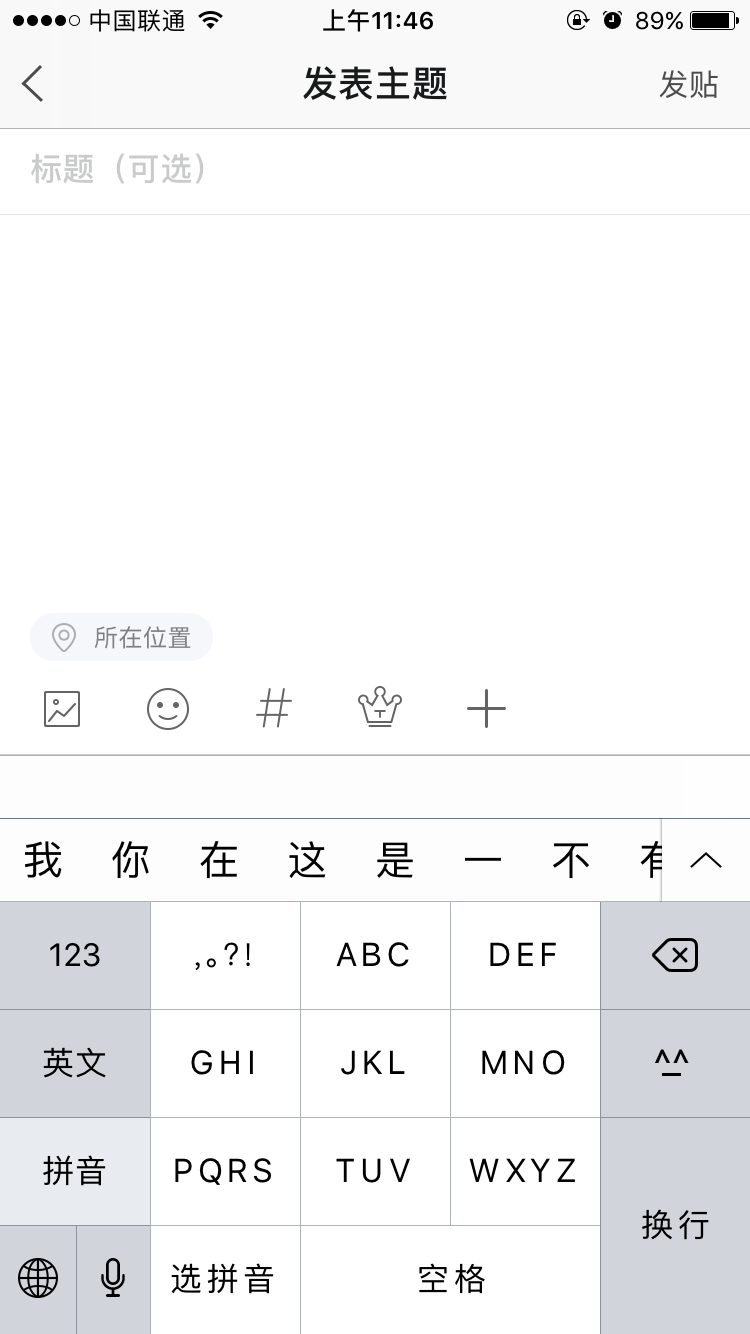 中国联通 上午11:46 89%
发表主题 发贴
标题（可选）
所在位置
#
我 你 在 这 是 一 不 有
123 ,。?! ABC DEF
英文 GHI JKL MNO ^^
拼音 PQRS TUV WXYZ
换行
选拼音 空格